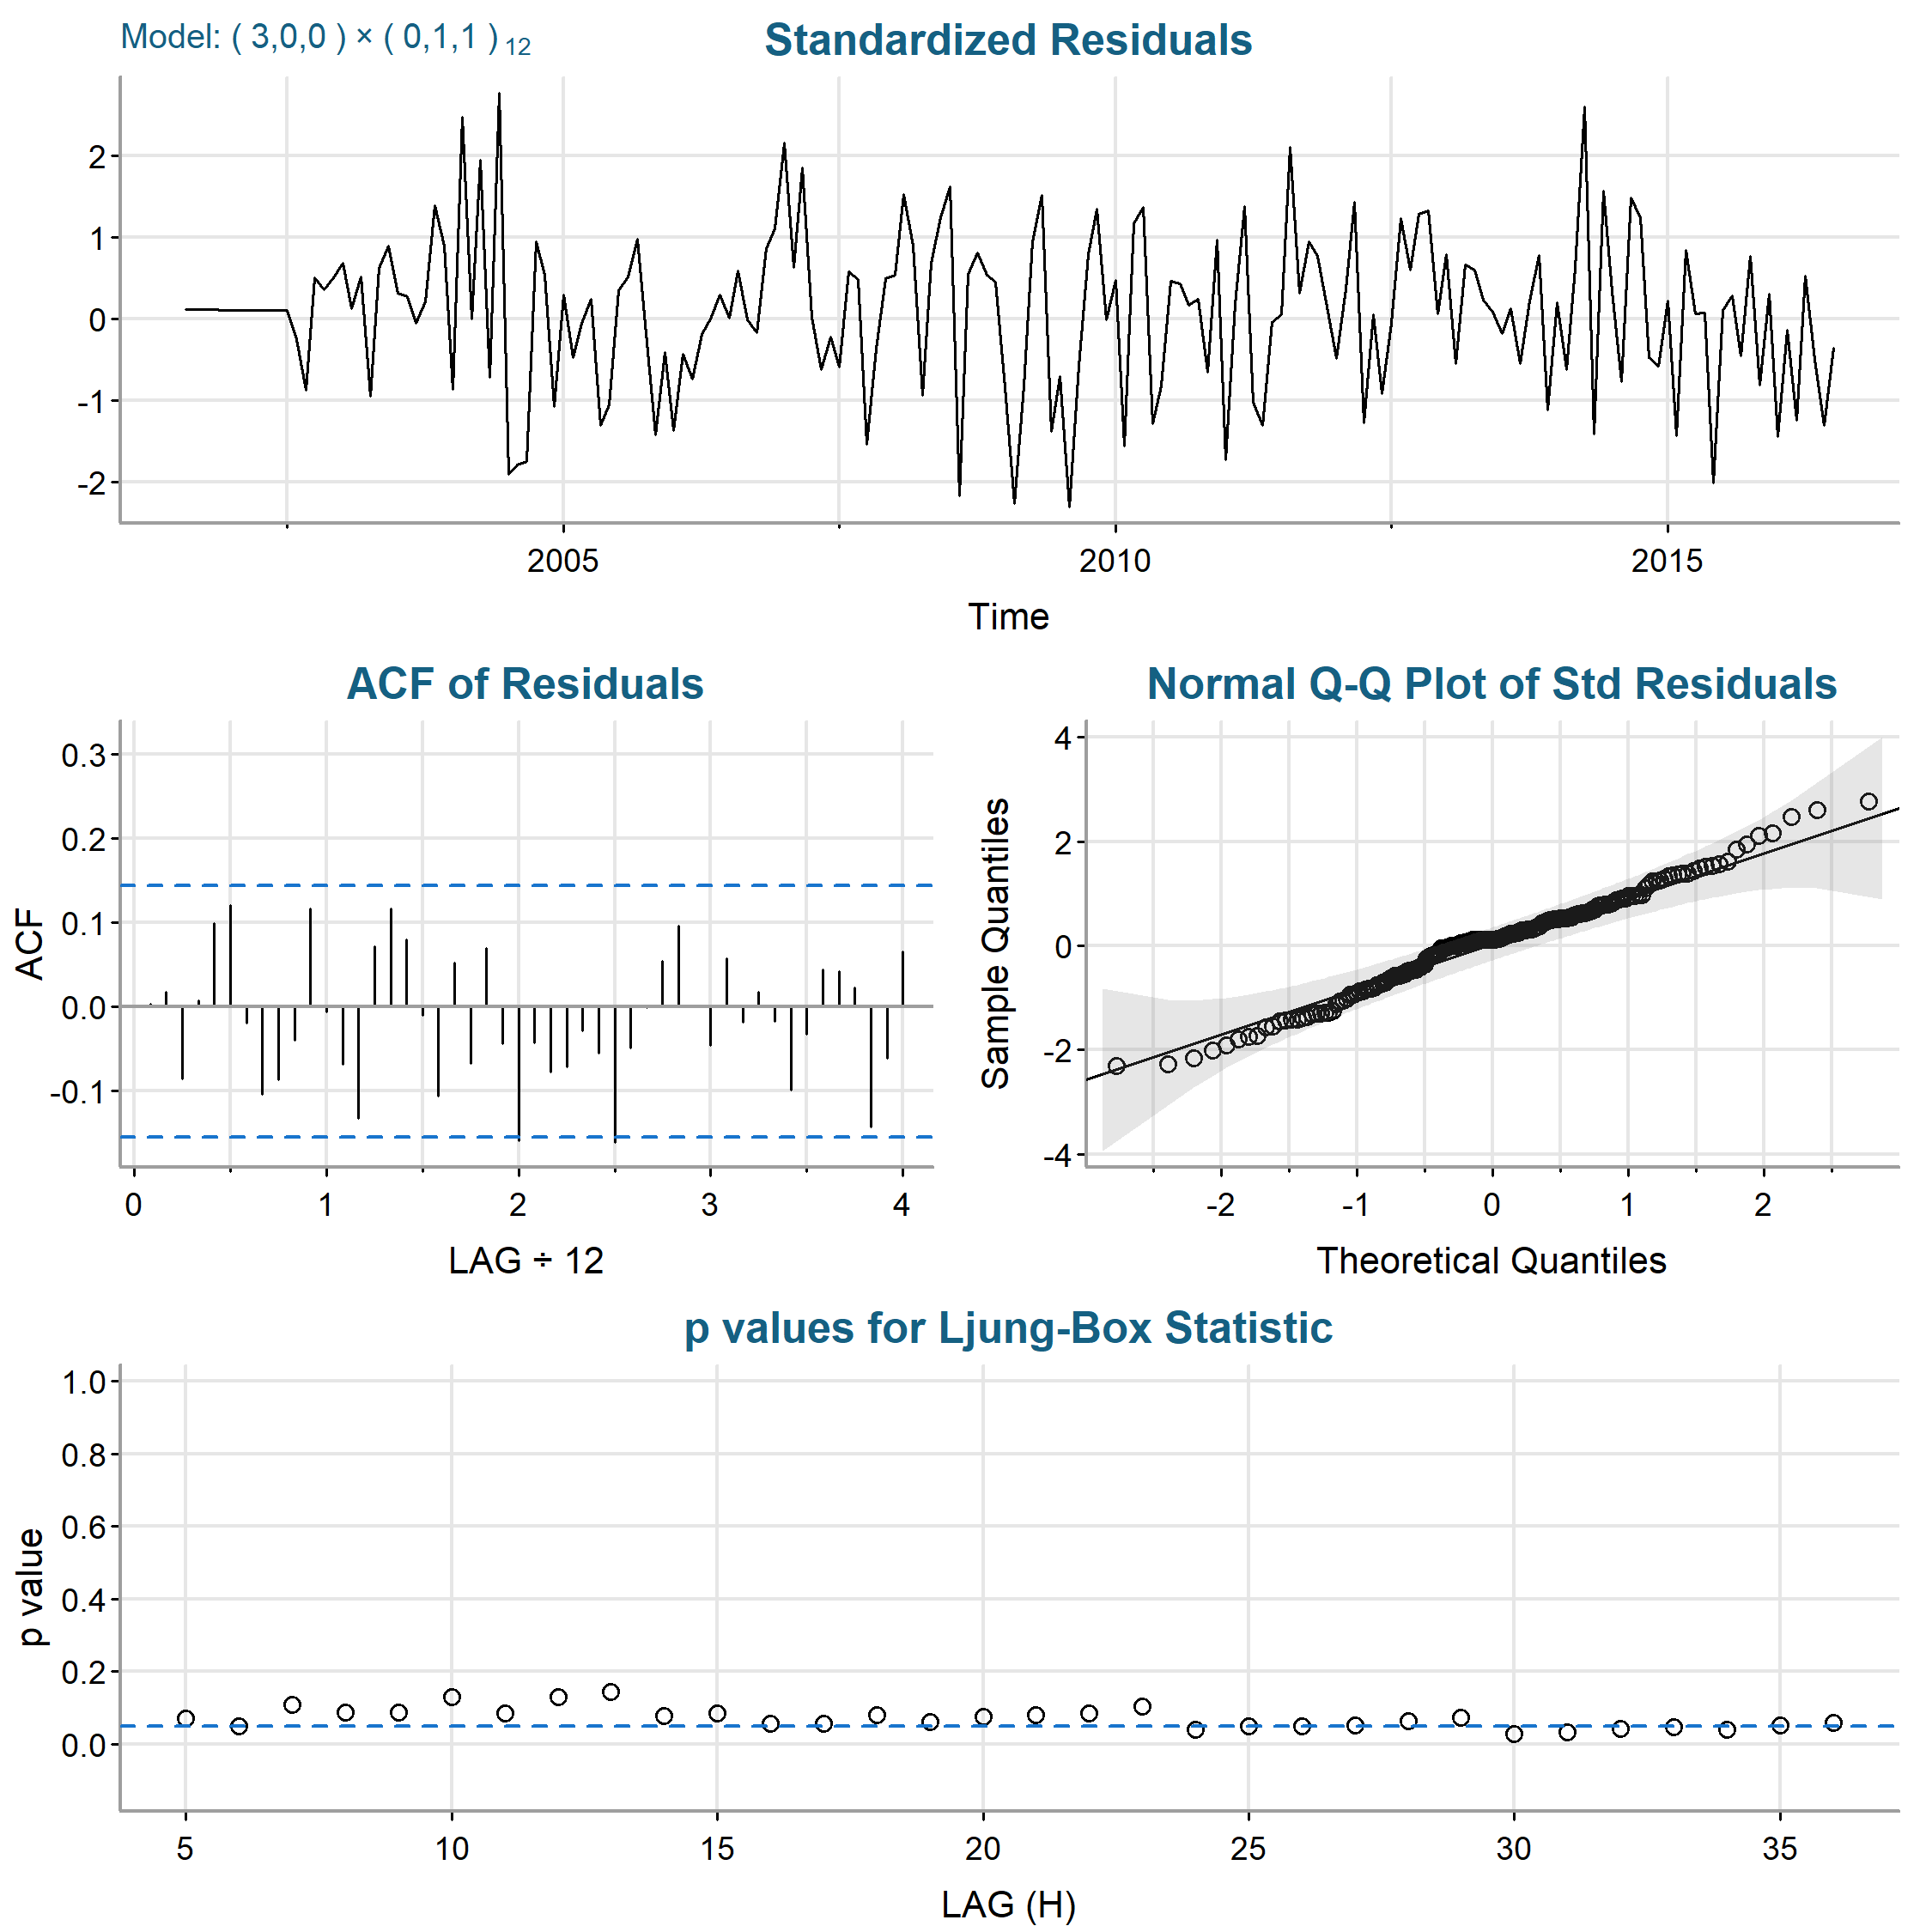 Model: ( 3,0,0 ) × ( 0,1,1 ) 12
Standardized Residuals
2
1
0
-1
-2
2005 2010 2015
Time
ACF of Residuals
0.3
0.2
0.1
0.0
-0.1
ACF
0 1 2 3 4
LAG ÷ 12
Normal Q-Q Plot of Std Residuals
4
2
0
-2
-4
Sample Quantiles
-2 -1 0 1 2
Theoretical Quantiles
p values for Ljung-Box Statistic
1.0
0.8
0.6
0.4
0.2
0.0
p value
5 10 15 20 25 30 35
LAG (H)